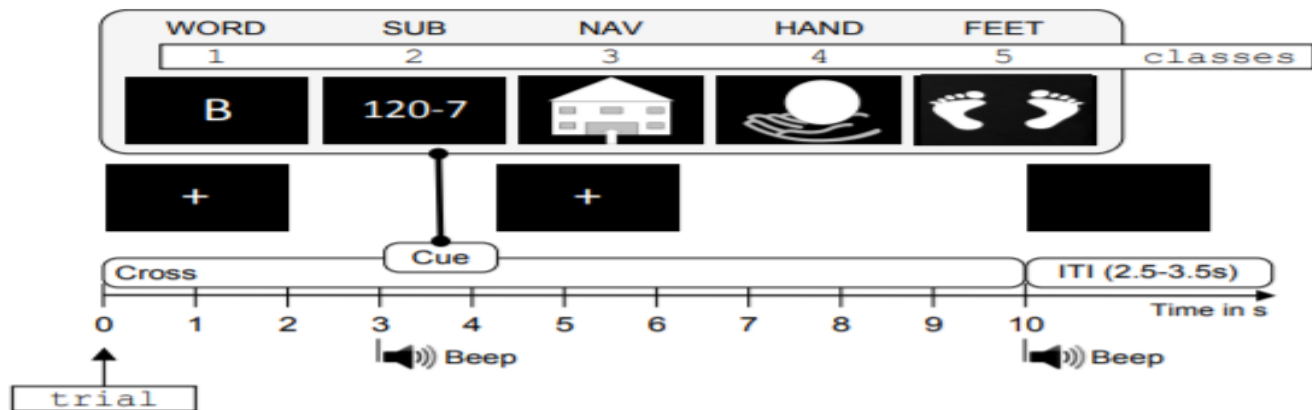 WORD SUB NAV HAND FEET
1 2 3 4 5 classes
B 120-7
+ +
Cue
Cross ITI (2.5-3.5s)
Time in s
0 1 2 3 4 5 6 7 8 9 10
Beep Beep
trial